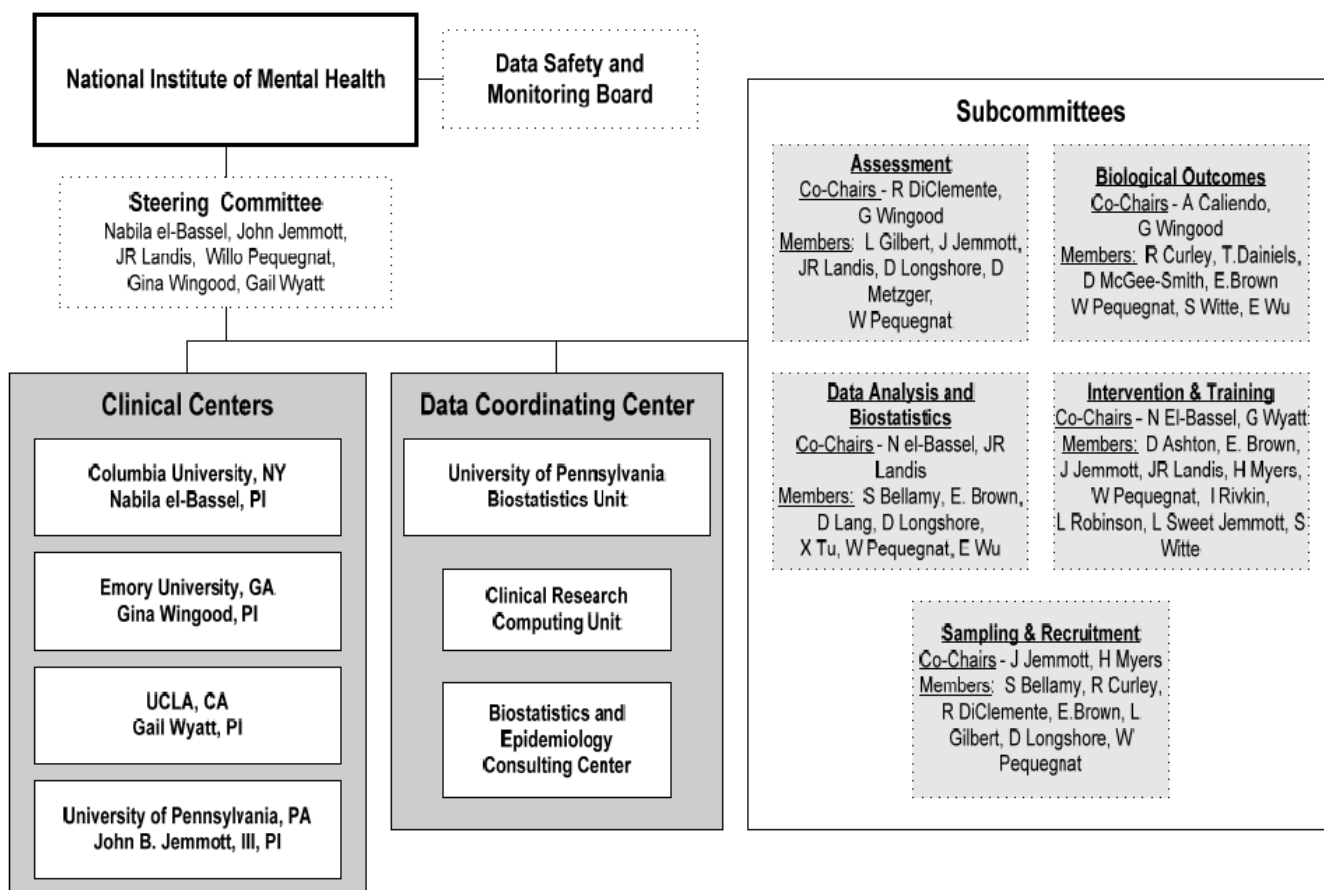 National Institute of Mental Health
Data Safety and
Monitoring Board
Steering Committee
Nabila el-Bassel, John Jemmott,
JR Landis, Willo Pequegnat,
Gina Wingood, Gail Wyatt
Clinical Centers
Columbia University, NY
Nabila el-Bassel, PI
Emory University, GA
Gina Wingood, PI
UCLA, CA
Gail Wyatt, PI
University of Pennsylvania, PA
John B. Jemmott, III, PI
Data Coordinating Center
University of Pennsylvania
Biostatistics Unit
Clinical Research
Computing Unit
Biostatistics and
Epidemiology
Consulting Center
Subcommittees
Assessment
Co-Chairs - R DiClemente,
G Wingood
Members: L Gilbert, J Jemmott,
JR Landis, D Longshore, D
Metzger,
W Pequegnat
Biological Outcomes
Co-Chairs - A Caliendo,
G Wingood
Members: R Curley, T.Dainiels,
D McGee-Smith, E.Brown
W Pequegnat, S Witte, E Wu
Data Analysis and
Biostatistics
Co-Chairs - N el-Bassel, JR
Landis
Members: S Bellamy, E. Brown,
D Lang, D Longshore,
X Tu, W Pequegnat, E Wu
Intervention & Training
Co-Chairs - N El-Bassel, G Wyatt
Members: D Ashton, E. Brown,
J Jemmott, JR Landis, H Myers,
W Pequegnat, I Rivkin,
L Robinson, L Sweet Jemmott, S
Witte
Sampling & Recruitment
Co-Chairs - J Jemmott, H Myers
Members: S Bellamy, R Curley,
R DiClemente, E.Brown, L
Gilbert, D Longshore, W
Pequegnat